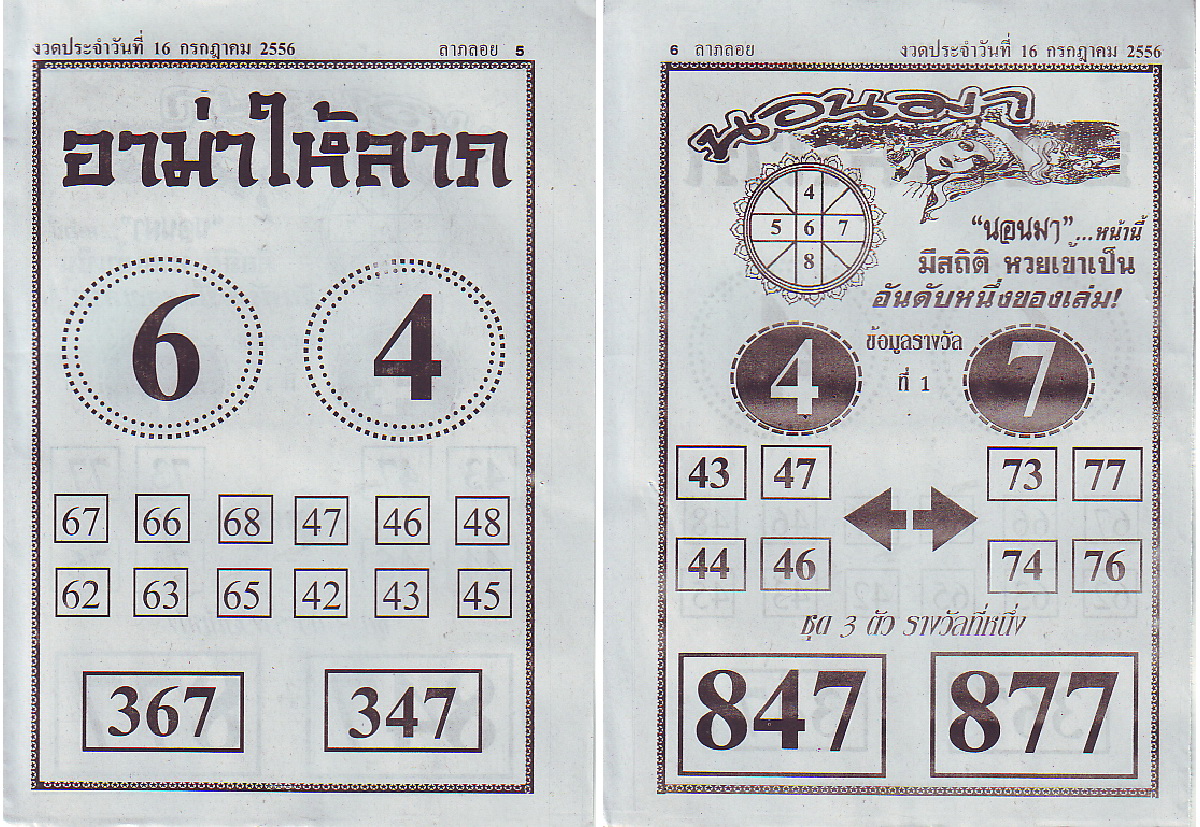 งวดประจำวันที่ 16 กรกฎาคม 2556 ลาภลอย 5
อาม่าให้ลาภ
6 4
67 66 68 47 46 48
62 63 65 42 43 45
367 347
6 ลาภลอย งวดประจำวันที่ 16 กรกฎาคม 2556
นอนมา
4
5 6 7
8
“นอนมา”...หน้านี้
มีสถิติ หวยเข้าเป็น
อันดับหนึ่งของเล่ม!
ข้อมูลรางวัล
ที่ 1
4 7
43 47 73 77
44 46 74 76
ชุด 3 ตัว รางวัลที่หนึ่ง
847 877